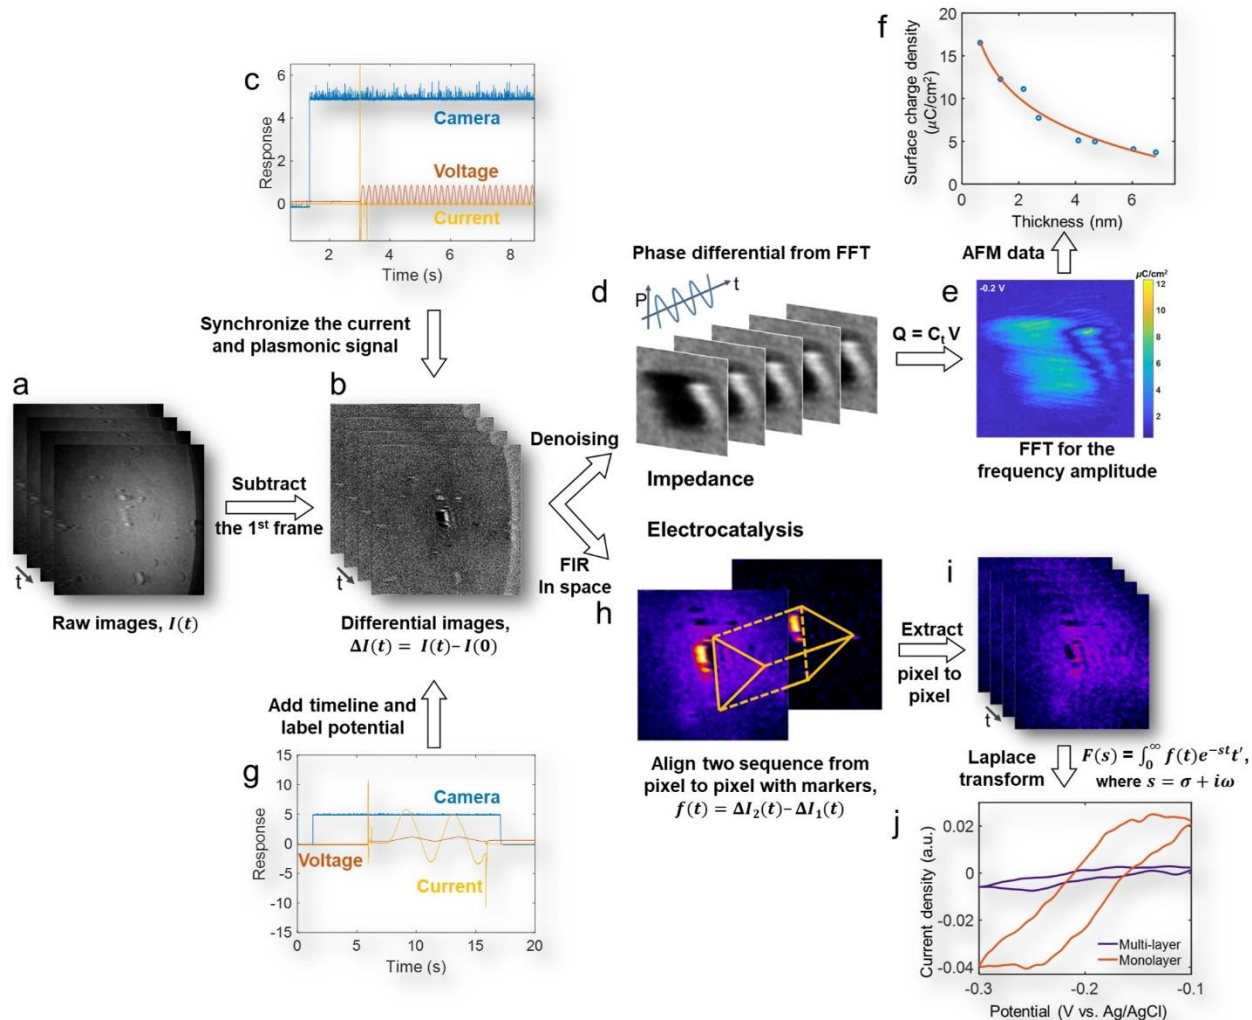 c
6
4
2
0
Response
Camera
Voltage
Current
2
4
6
8
Time (s)
f
20
15
10
5
0
Surface charge density
(μC/cm²)
0
2
4
6
Thickness (nm)
Synchronize the current
and plasmonic signal
Phase differential from FFT
d
P
t
AFM data
e
-0.2 V
μC/cm²
12
10
8
6
4
2
Q = Cₜ V
FFT for the
frequency amplitude
a
t
Raw images, I(t)
Subtract
the 1st frame
b
t
Differential images,
ΔI(t) = I(t)-I(0)
Denoising
Impedance
Electrocatalysis
FIR
In space
Add timeline and
label potential
g
15
10
5
0
-5
-10
-15
Response
Camera
Voltage
Current
0
5
10
15
20
Time (s)
h
Align two sequence from
pixel to pixel with markers,
f(t) = ΔI₂(t)-ΔI₁(t)
Extract
pixel to
pixel
i
t
Laplace
transform
F(s) = ∫₀^∞ f(t)e^{-st}t′,
where s = σ + iω
j
0.02
0
-0.02
-0.04
Current density (a.u.)
Multi-layer
Monolayer
-0.3
-0.2
-0.1
Potential (V vs. Ag/AgCl)